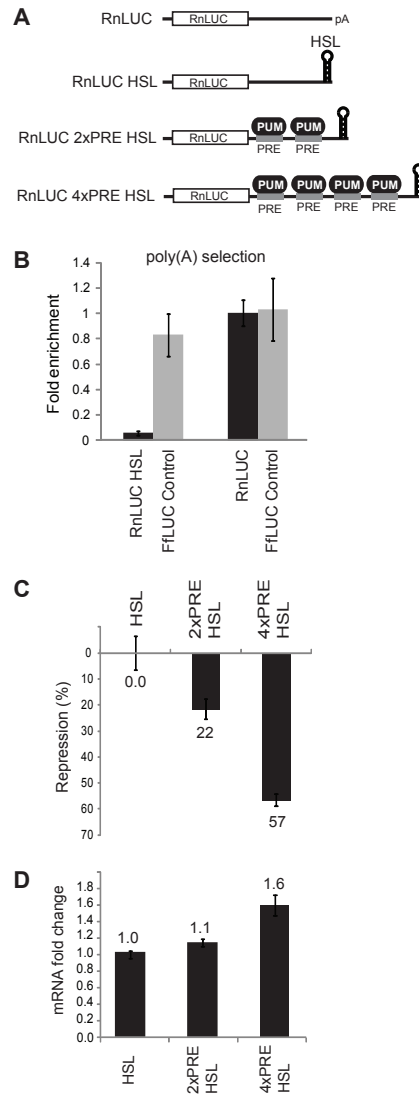 A
RnLUC
RnLUC
pA
HSL
RnLUC HSL
RnLUC
RnLUC 2xPRE HSL
RnLUC
PUM PUM
PRE PRE
RnLUC 4xPRE HSL
RnLUC
PUM PUM PUM PUM
PRE PRE PRE PRE
B
poly(A) selection
Fold enrichment
1.4
1.2
1
0.8
0.6
0.4
0.2
0
RnLUC HSL
FfLUC Control
RnLUC
FfLUC Control
C
HSL
2xPRE
HSL
4xPRE
HSL
Repression (%)
0
10
20
30
40
50
60
70
0.0
22
57
D
mRNA fold change
1.8
1.6
1.4
1.2
1.0
0.8
0.6
0.4
0.2
0.0
1.0
1.1
1.6
HSL
2xPRE
HSL
4xPRE
HSL